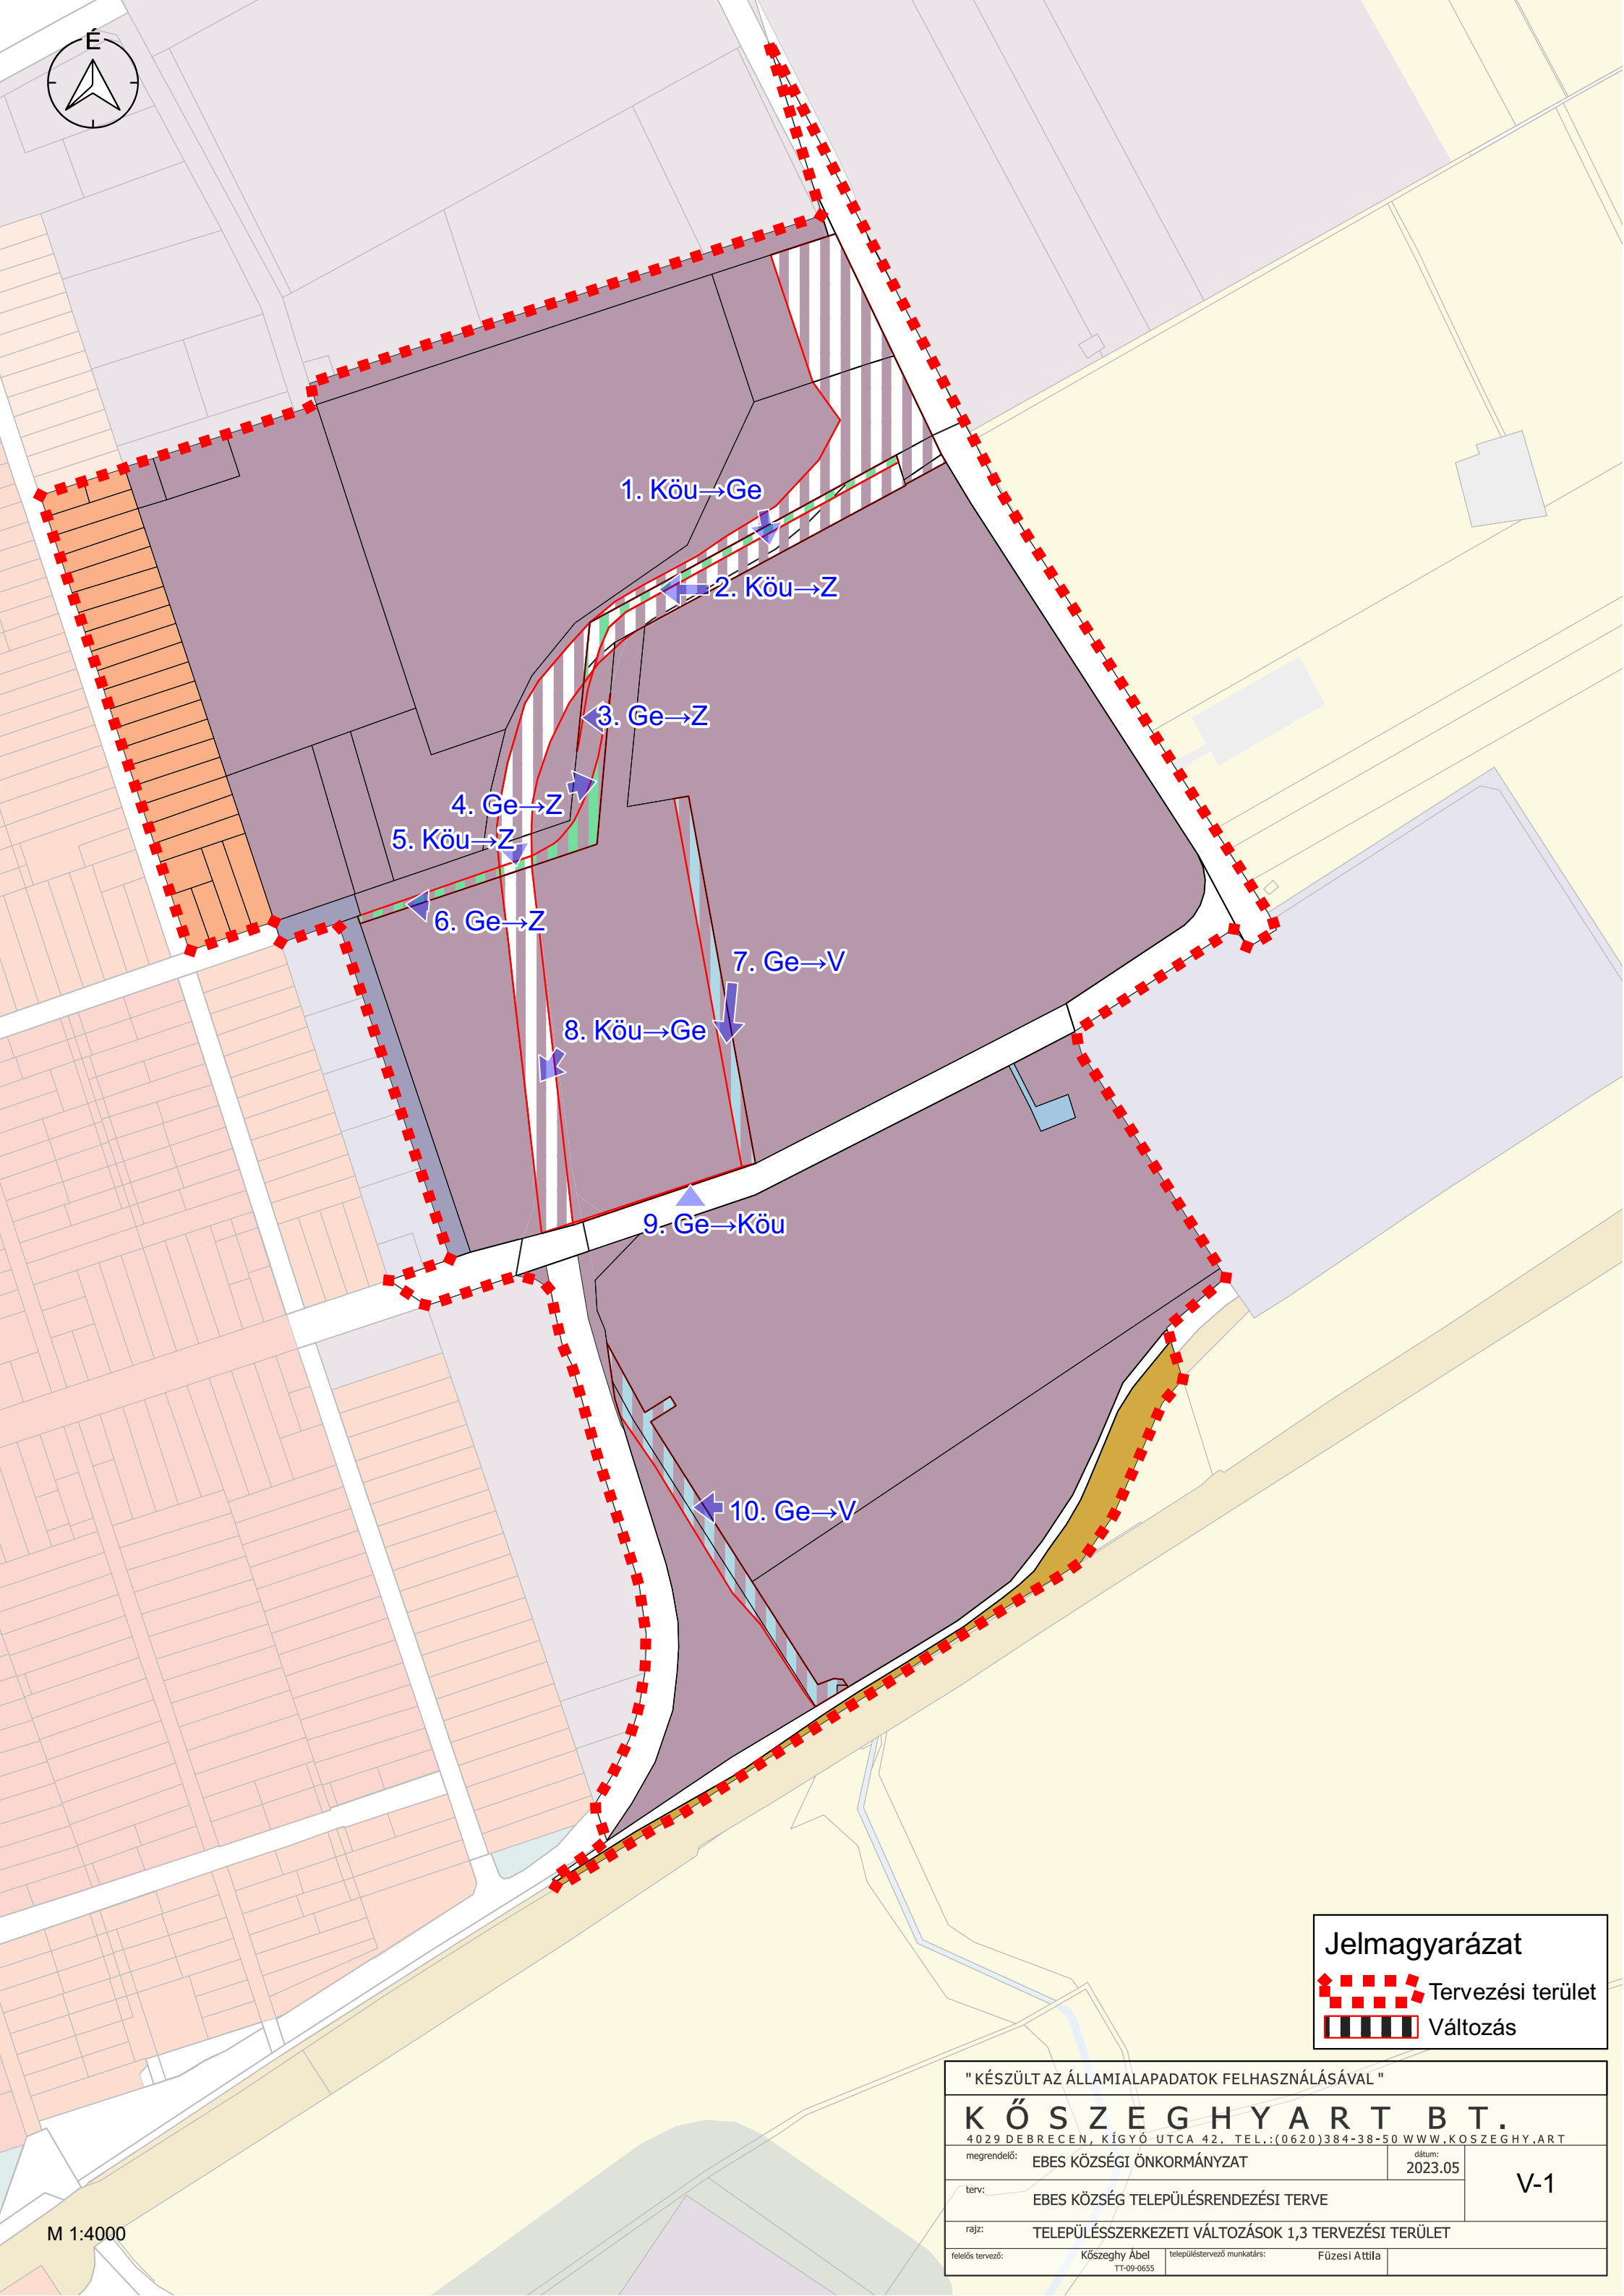 É
1. Köu→Ge
2. Köu→Z
3. Ge→Z
4. Ge→Z
5. Köu→Z
6. Ge→Z
7. Ge→V
8. Köu→Ge
9. Ge→Köu
10. Ge→V
Jelmagyarázat
Tervezési terület
Változás
"KÉSZÜLT AZ ÁLLAMI ALAPADATOK FELHASZNÁLÁSÁVAL"
KŐSZEGHYART BT.
4029 DEBRECEN, KÍGYÓ UTCA 42. TEL.:(0620)384-38-50 WWW.KOSZEGHY.ART
megrendelő: EBES KÖZSÉGI ÖNKORMÁNYZAT
dátum:
2023.05
V-1
terv: EBES KÖZSÉG TELEPÜLÉSRENDEZÉSI TERVE
rajz: TELEPÜLÉSSZERKEZETI VÁLTOZÁSOK 1,3 TERVEZÉSI TERÜLET
felelős tervező: Kőszeghy Ábel
TT-09-0655
településtervező munkatárs: Füzesi Attila
M 1:4000